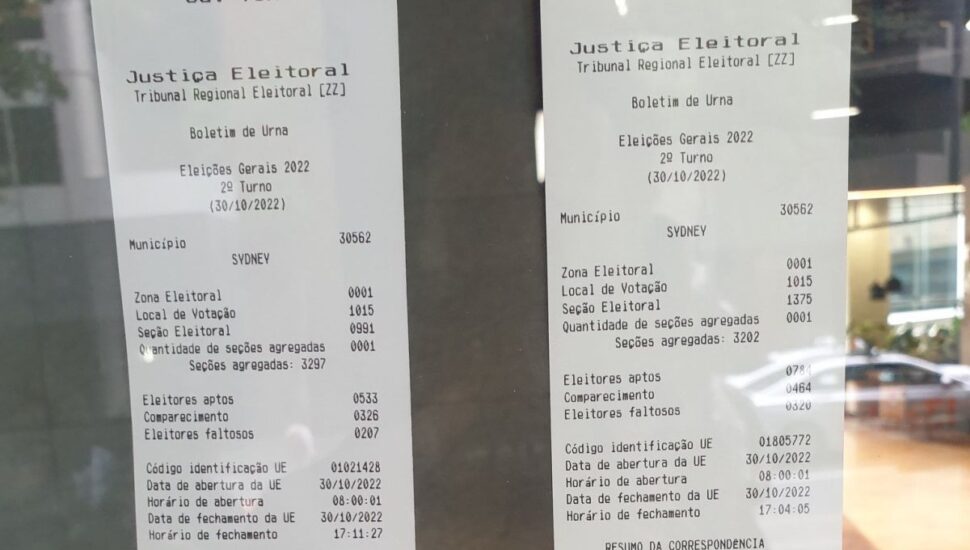 Justiça Eleitoral
Tribunal Regional Eleitoral [ZZ]
Boletim de Urna
Eleições Gerais 2022
2º Turno
(30/10/2022)
Município 30562
SYDNEY
Zona Eleitoral 0001
Local de Votação 1015
Seção Eleitoral 0991
Quantidade de seções agregadas 0001
Seções agregadas: 3297
Eleitores aptos 0533
Comparecimento 0326
Eleitores faltosos 0207
Código identificação UE 01021428
Data de abertura da UE 30/10/2022
Horário de abertura 08:00:01
Data de fechamento da UE 30/10/2022
Horário de fechamento 17:11:27
Justiça Eleitoral
Tribunal Regional Eleitoral [ZZ]
Boletim de Urna
Eleições Gerais 2022
2º Turno
(30/10/2022)
Município 30562
SYDNEY
Zona Eleitoral 0001
Local de Votação 1015
Seção Eleitoral 1375
Quantidade de seções agregadas 0001
Seções agregadas: 3202
Eleitores aptos 0784
Comparecimento 0464
Eleitores faltosos 0320
Código identificação UE 01805772
Data de abertura da UE 30/10/2022
Horário de abertura 08:00:01
Data de fechamento da UE 30/10/2022
Horário de fechamento 17:04:05
RESUMO DA CORRESPONDÊNCIA